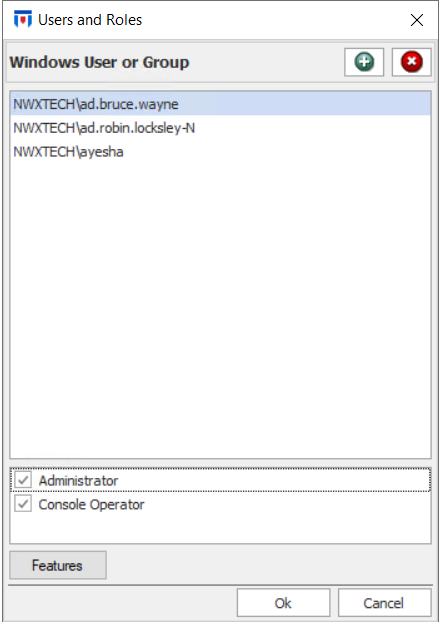 Users and Roles
Windows User or Group
NWXTECH\ad.bruce.wayne
NWXTECH\ad.robin.locksley-N
NWXTECH\ayesha
Administrator
Console Operator
Features
Ok
Cancel